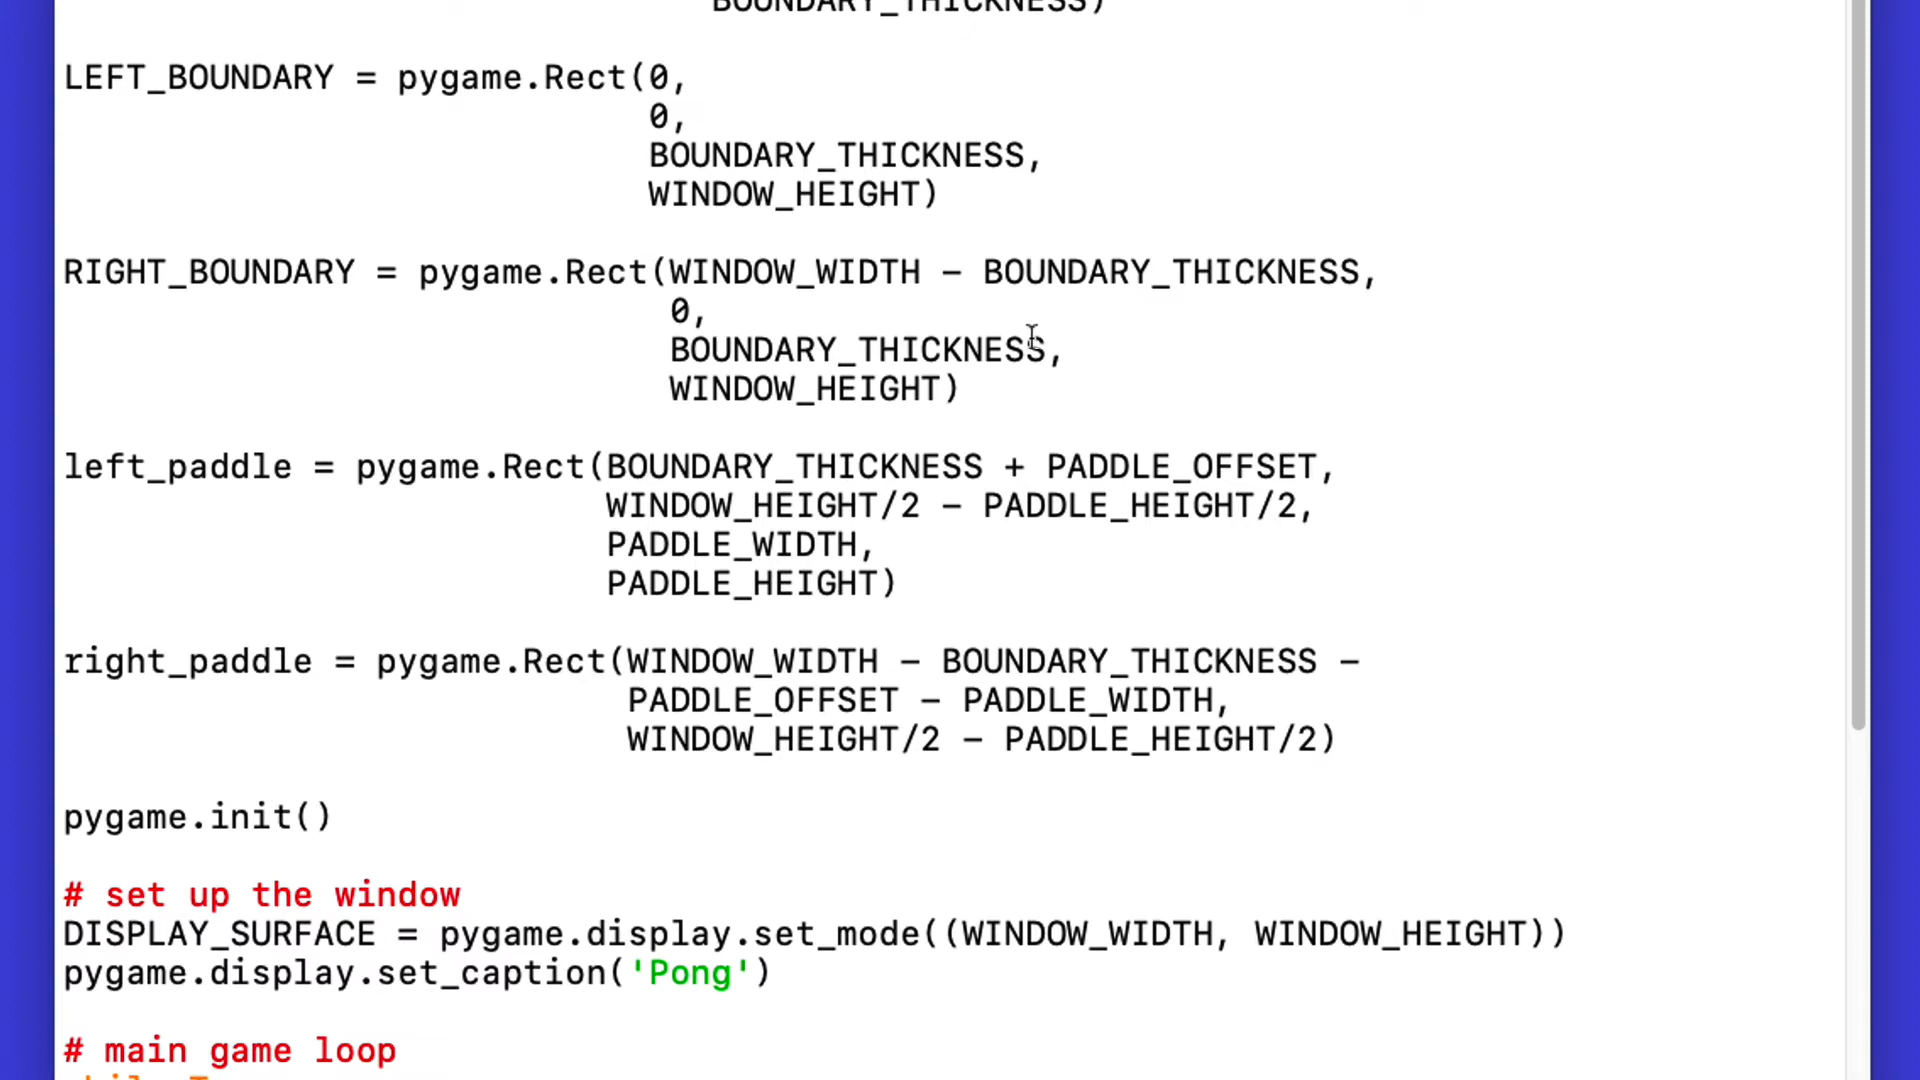 BOUNDARY_THICKNESS)
LEFT_BOUNDARY = pygame.Rect(0,
0,
BOUNDARY_THICKNESS,
WINDOW_HEIGHT)
RIGHT_BOUNDARY = pygame.Rect(WINDOW_WIDTH - BOUNDARY_THICKNESS,
0,
BOUNDARY_THICKNESS,
WINDOW_HEIGHT)
left_paddle = pygame.Rect(BOUNDARY_THICKNESS + PADDLE_OFFSET,
WINDOW_HEIGHT/2 - PADDLE_HEIGHT/2,
PADDLE_WIDTH,
PADDLE_HEIGHT)
right_paddle = pygame.Rect(WINDOW_WIDTH - BOUNDARY_THICKNESS -
PADDLE_OFFSET - PADDLE_WIDTH,
WINDOW_HEIGHT/2 - PADDLE_HEIGHT/2)
pygame.init()
# set up the window
DISPLAY_SURFACE = pygame.display.set_mode((WINDOW_WIDTH, WINDOW_HEIGHT))
pygame.display.set_caption('Pong')
# main game loop